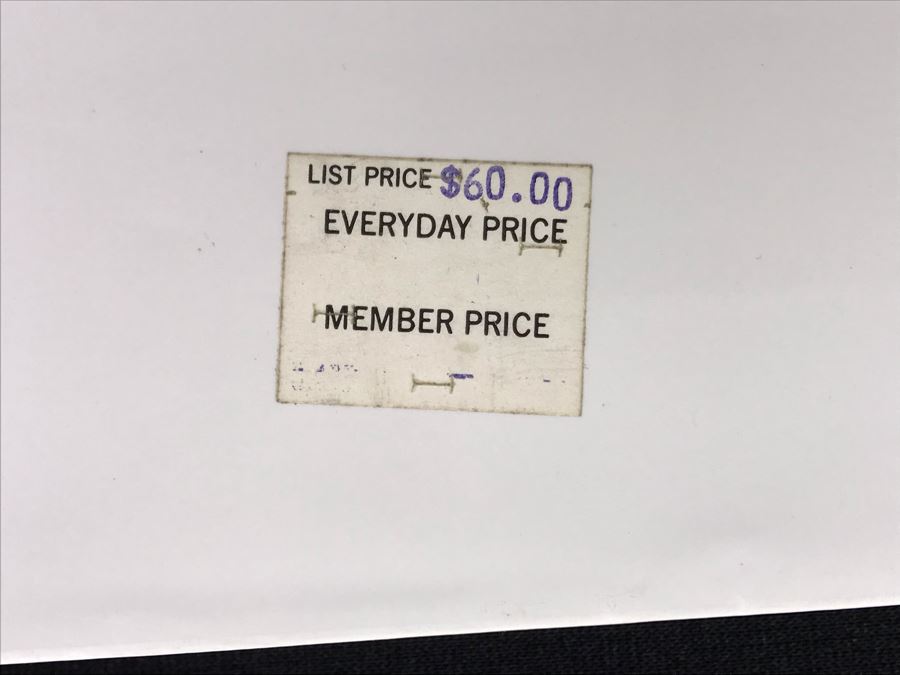 LIST PRICE $60.00
EVERYDAY PRICE
MEMBER PRICE